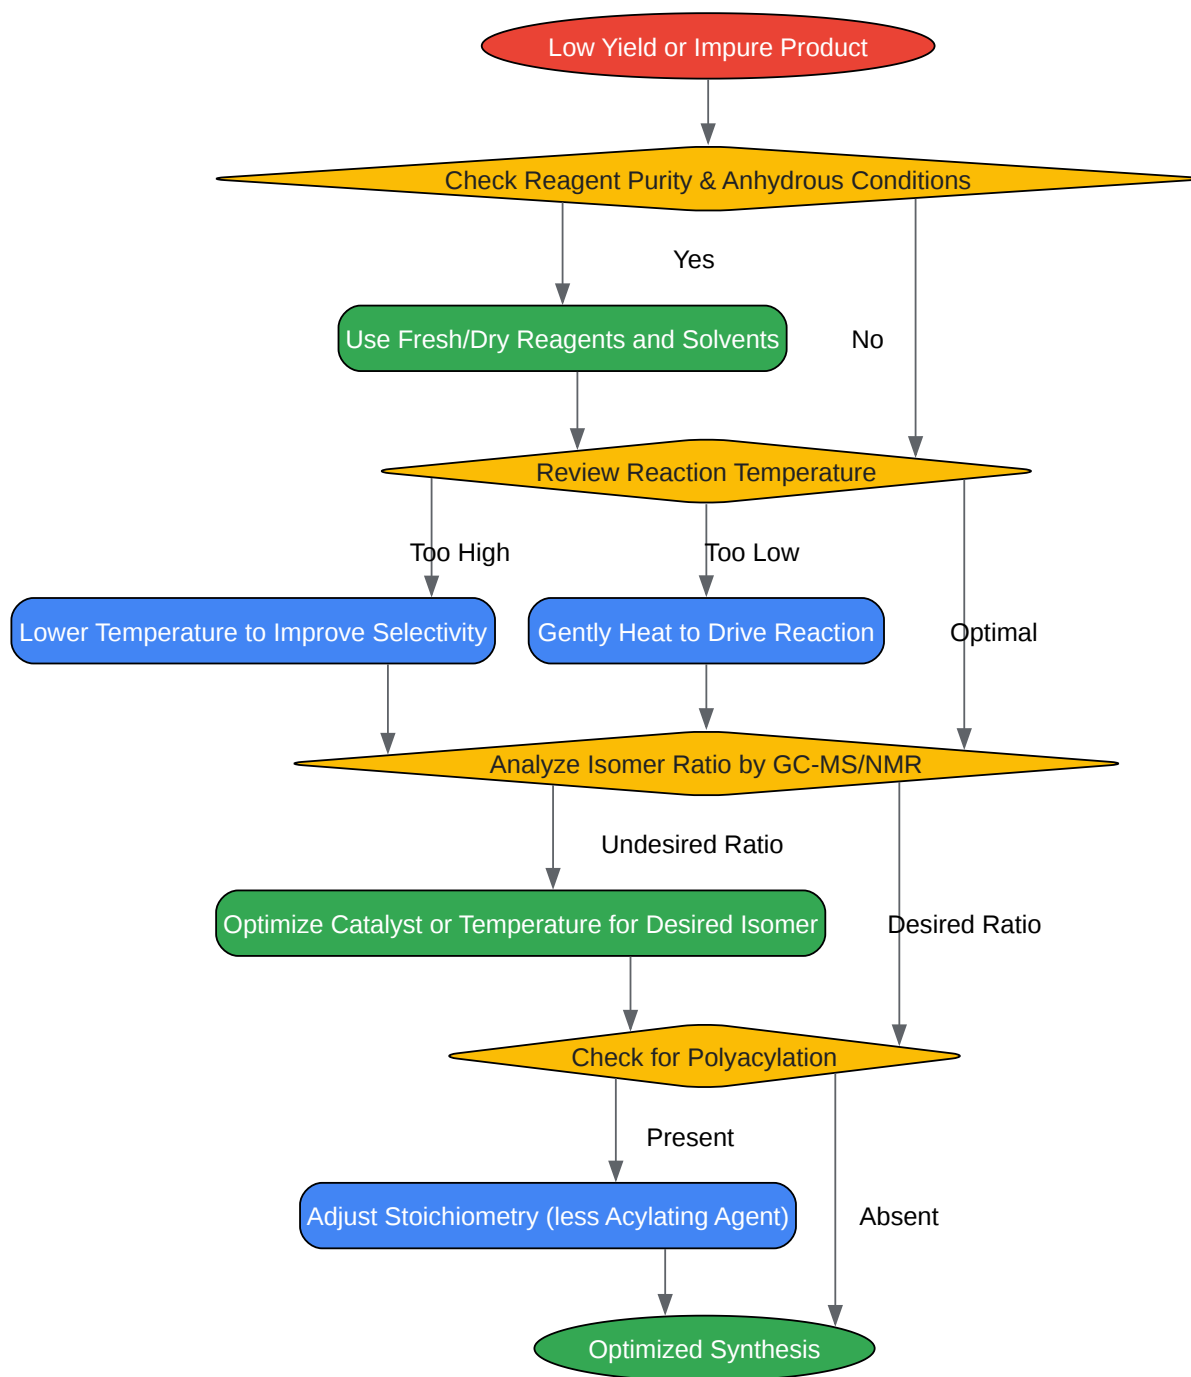 Low Yield or Impure Product
Check Reagent Purity & Anhydrous Conditions
Yes
Use Fresh/Dry Reagents and Solvents
No
Review Reaction Temperature
Too High
Too Low
Lower Temperature to Improve Selectivity
Gently Heat to Drive Reaction
Optimal
Analyze Isomer Ratio by GC-MS/NMR
Undesired Ratio
Optimize Catalyst or Temperature for Desired Isomer
Desired Ratio
Check for Polyacylation
Present
Adjust Stoichiometry (less Acylating Agent)
Absent
Optimized Synthesis